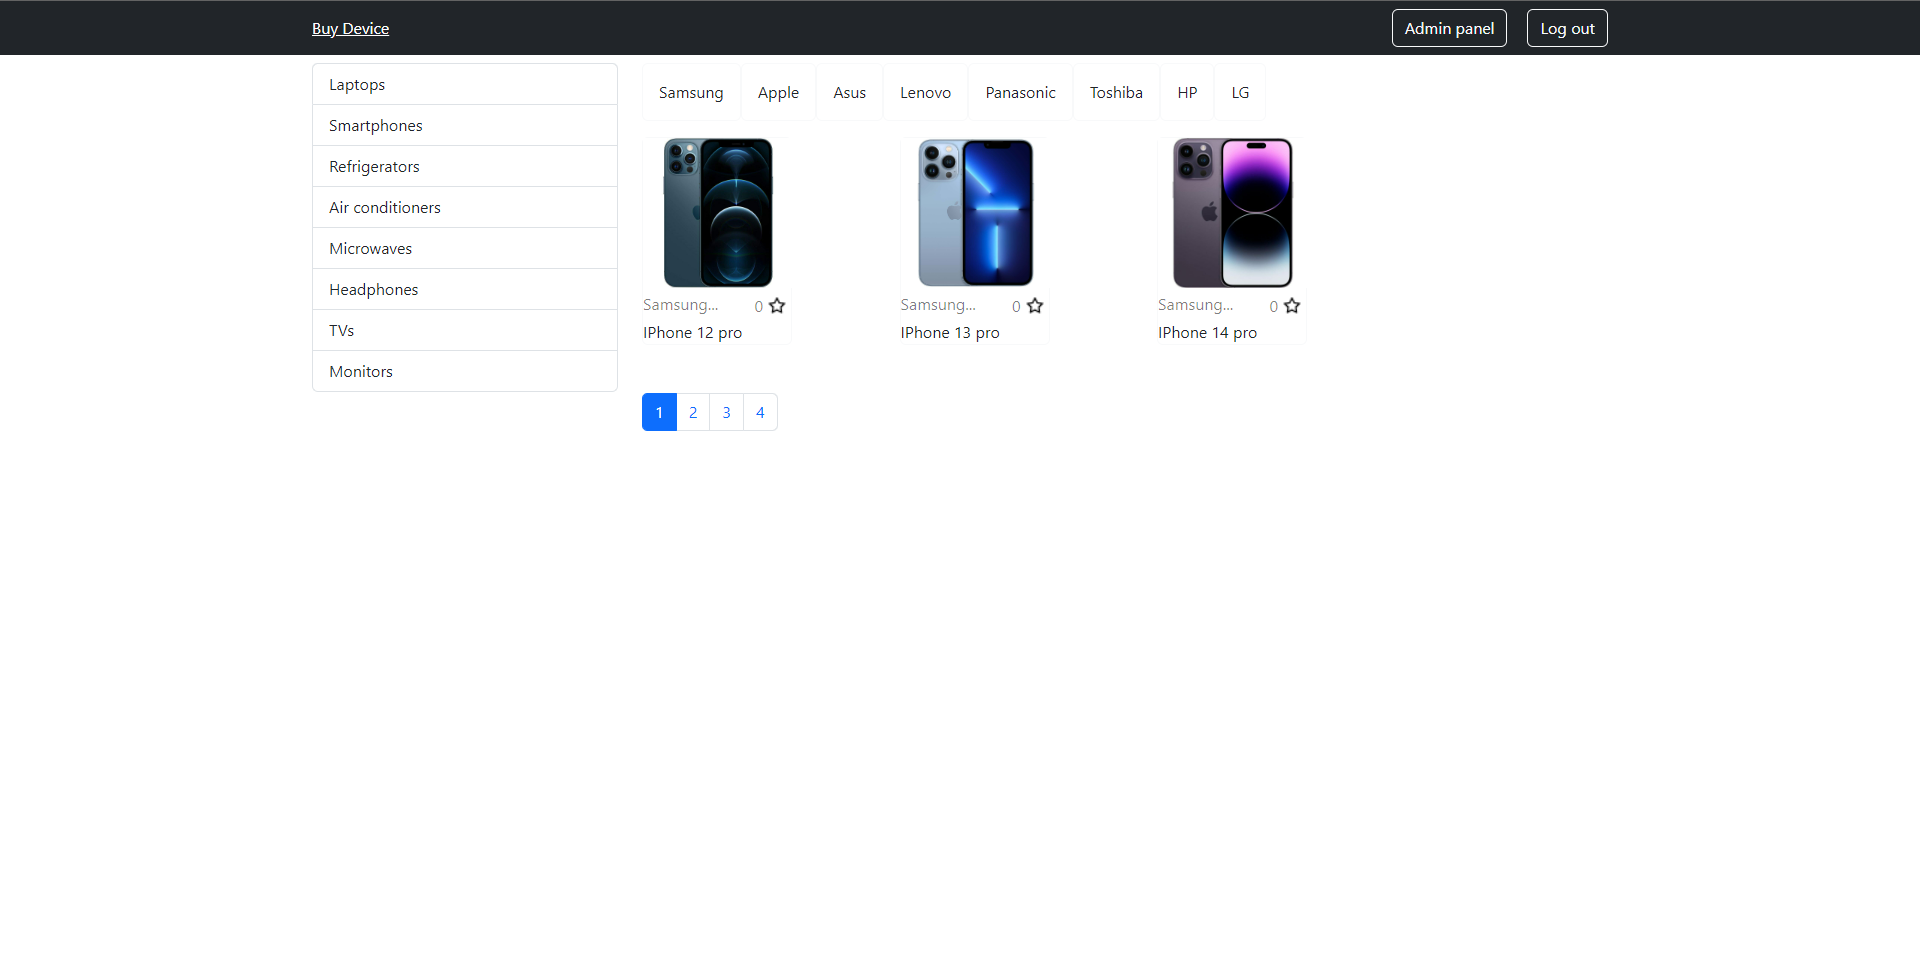 Buy Device
Admin panel
Log out
Laptops
Smartphones
Refrigerators
Air conditioners
Microwaves
Headphones
TVs
Monitors
Samsung Apple Asus Lenovo Panasonic Toshiba HP LG
Samsung... 0
IPhone 12 pro
Samsung... 0
IPhone 13 pro
Samsung... 0
IPhone 14 pro
1 2 3 4